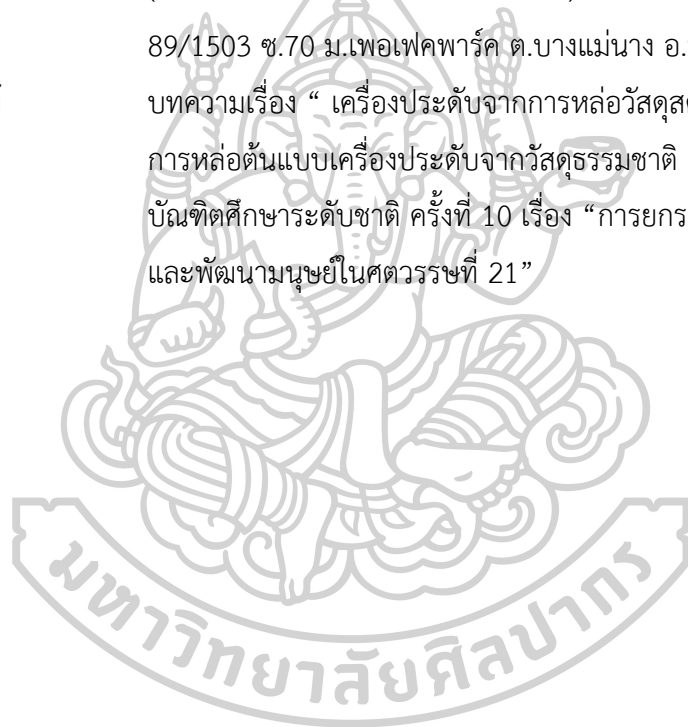 89/1503 ซ.70 ม.เพอเฟคพาร์ค ต.บางแม่นาง อ.
บทความเรื่อง “ เครื่องประดับจากการหล่อวัสดุ
การหล่อต้นแบบเครื่องประดับจากวัสดุธรรมชาติ
บัณฑิตศึกษาระดับชาติ ครั้งที่ 10 เรื่อง “การยกร
และพัฒนามนุษย์ในศตวรรษที่ 21”
มหาวิทยาลัยศิลปากร